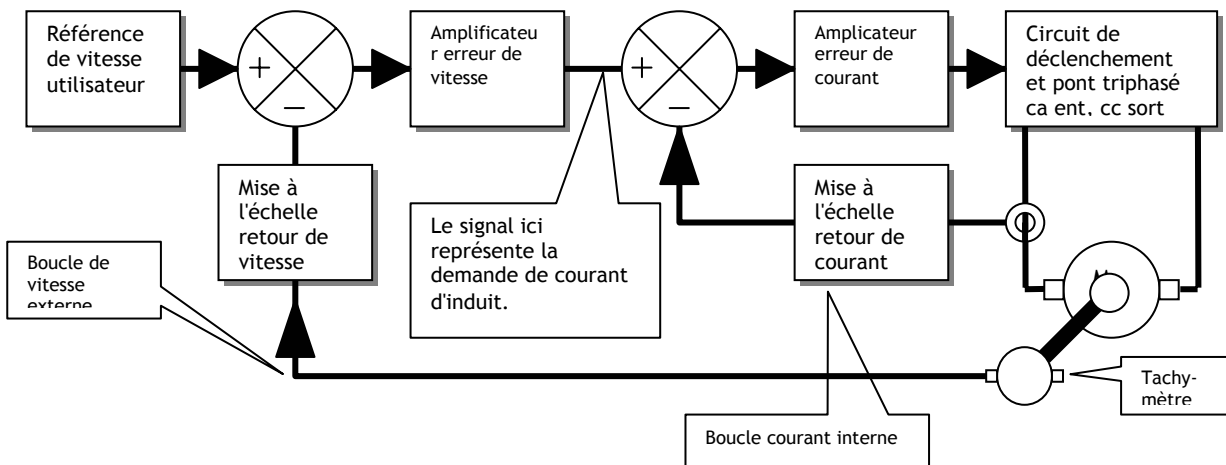 Référence
de vitesse
utilisateur
+
−
Amplificateu
r erreur de
vitesse
+
−
Amplicateur
erreur de
courant
Circuit de
déclenchement
et pont triphasé
ca ent, cc sort
Mise à
l'échelle
retour de
vitesse
Le signal ici
représente la
demande de courant
d'induit.
Mise à
l'échelle
retour de
courant
Boucle de
vitesse
externe
Tachy-
mètre
Boucle courant interne